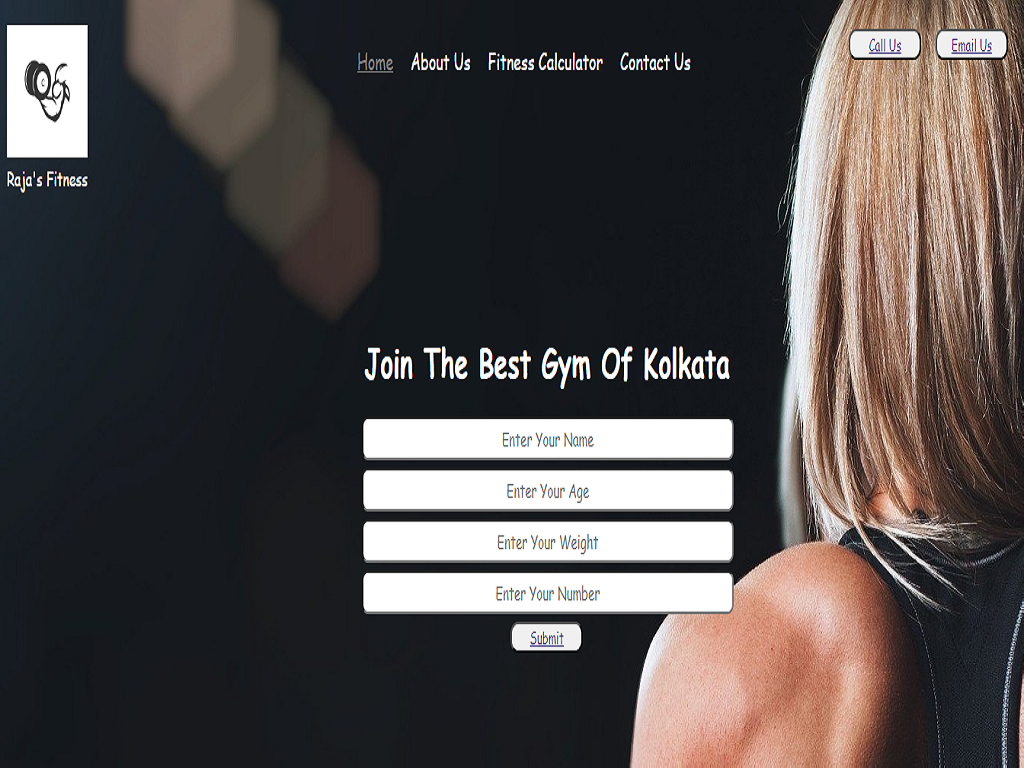 Home About Us Fitness Calculator Contact Us
Call Us Email Us
Raja's Fitness
Join The Best Gym Of Kolkata
Enter Your Name
Enter Your Age
Enter Your Weight
Enter Your Number
Submit